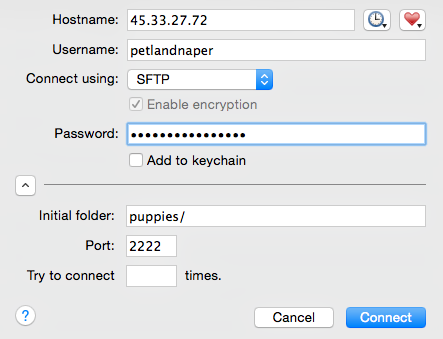 Hostname: 45.33.27.72
Username: petlandnaper
Connect using: SFTP
Enable encryption
Password: ••••••••••••••••
Add to keychain
Initial folder: puppies/
Port: 2222
Try to connect times.
? Cancel Connect